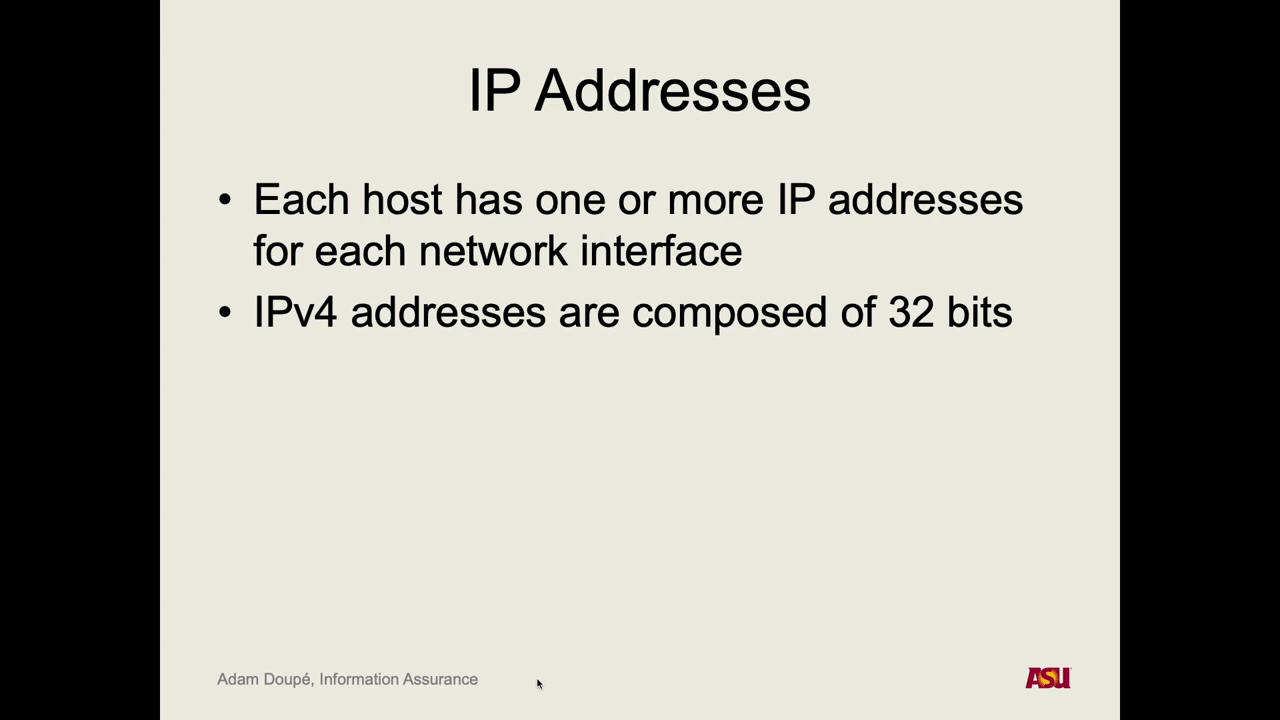 IP Addresses
• Each host has one or more IP addresses
for each network interface
• IPv4 addresses are composed of 32 bits
Adam Doupé, Information Assurance
ASU